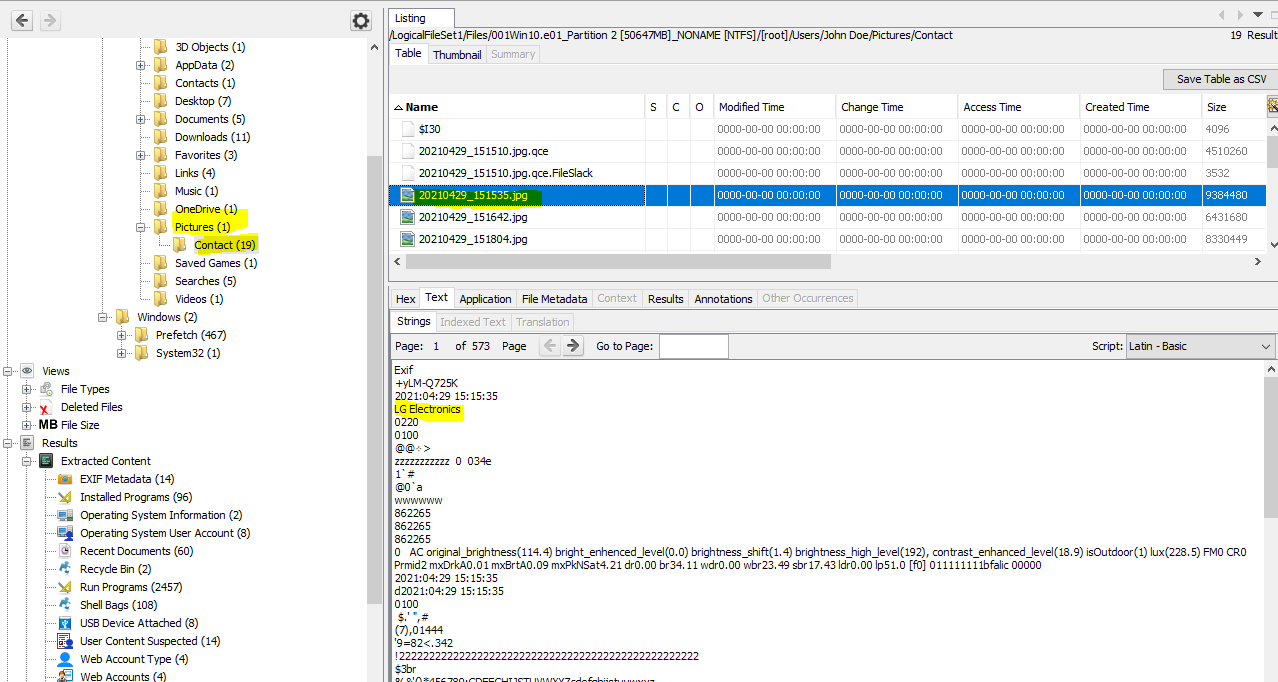 3D Objects (1)
AppData (2)
Contacts (1)
Desktop (7)
Documents (5)
Downloads (11)
Favorites (3)
Links (4)
Music (1)
OneDrive (1)
Pictures (1)
Contact (19)
Saved Games (1)
Searches (5)
Videos (1)
Windows (2)
Prefetch (467)
System32 (1)
Views
File Types
Deleted Files
MB File Size
Results
Extracted Content
EXIF Metadata (14)
Installed Programs (96)
Operating System Information (2)
Operating System User Account (8)
Recent Documents (60)
Recycle Bin (2)
Run Programs (2457)
Shell Bags (108)
USB Device Attached (8)
User Content Suspected (14)
Web Account Type (4)
Web Accounts (4)
Listing
/LogicalFileSet1/Files/001Win10.e01_Partition 2 [50647MB]_NONAME [NTFS]/[root]/Users/John Doe/Pictures/Contact 19 Result
Table Thumbnail Summary
Save Table as CSV
Name S C O Modified Time Change Time Access Time Created Time Size
$I30 0000-00-00 00:00:00 0000-00-00 00:00:00 0000-00-00 00:00:00 0000-00-00 00:00:00 4096
20210429_151510.jpg.qce 0000-00-00 00:00:00 0000-00-00 00:00:00 0000-00-00 00:00:00 0000-00-00 00:00:00 4510260
20210429_151510.jpg.qce.FileSlack 0000-00-00 00:00:00 0000-00-00 00:00:00 0000-00-00 00:00:00 0000-00-00 00:00:00 3532
20210429_151535.jpg 0000-00-00 00:00:00 0000-00-00 00:00:00 0000-00-00 00:00:00 0000-00-00 00:00:00 9384480
20210429_151642.jpg 0000-00-00 00:00:00 0000-00-00 00:00:00 0000-00-00 00:00:00 0000-00-00 00:00:00 6431680
20210429_151804.jpg 0000-00-00 00:00:00 0000-00-00 00:00:00 0000-00-00 00:00:00 0000-00-00 00:00:00 8330449
Hex Text Application File Metadata Context Results Annotations Other Occurrences
Strings Indexed Text Translation
Page: 1 of 573 Page Go to Page: Script: Latin - Basic
Exif
+yLM-Q725K
2021:04:29 15:15:35
LG Electronics
0220
0100
@@÷>
zzzzzzzzzzz 0 034e
1`#
@0`a
wwwwww
862265
862265
862265
0 AC original_brightness(114.4) bright_enhenced_level(0.0) brightness_shift(1.4) brightness_high_level(192), contrast_enhanced_level(18.9) isOutdoor(1) lux(228.5) FM0 CR0
Prmid2 mxDrkA0.01 mxBrtA0.09 mxPkNSat4.21 dr0.00 br34.11 wdr0.00 wbr23.49 sbr17.43 ldr0.00 lp51.0 [f0] 011111111bfalic 00000
2021:04:29 15:15:35
d2021:04:29 15:15:35
0100
$.' ",#
(7),01444
'9=82<.342
!22222222222222222222222222222222222222222222222222
$3br